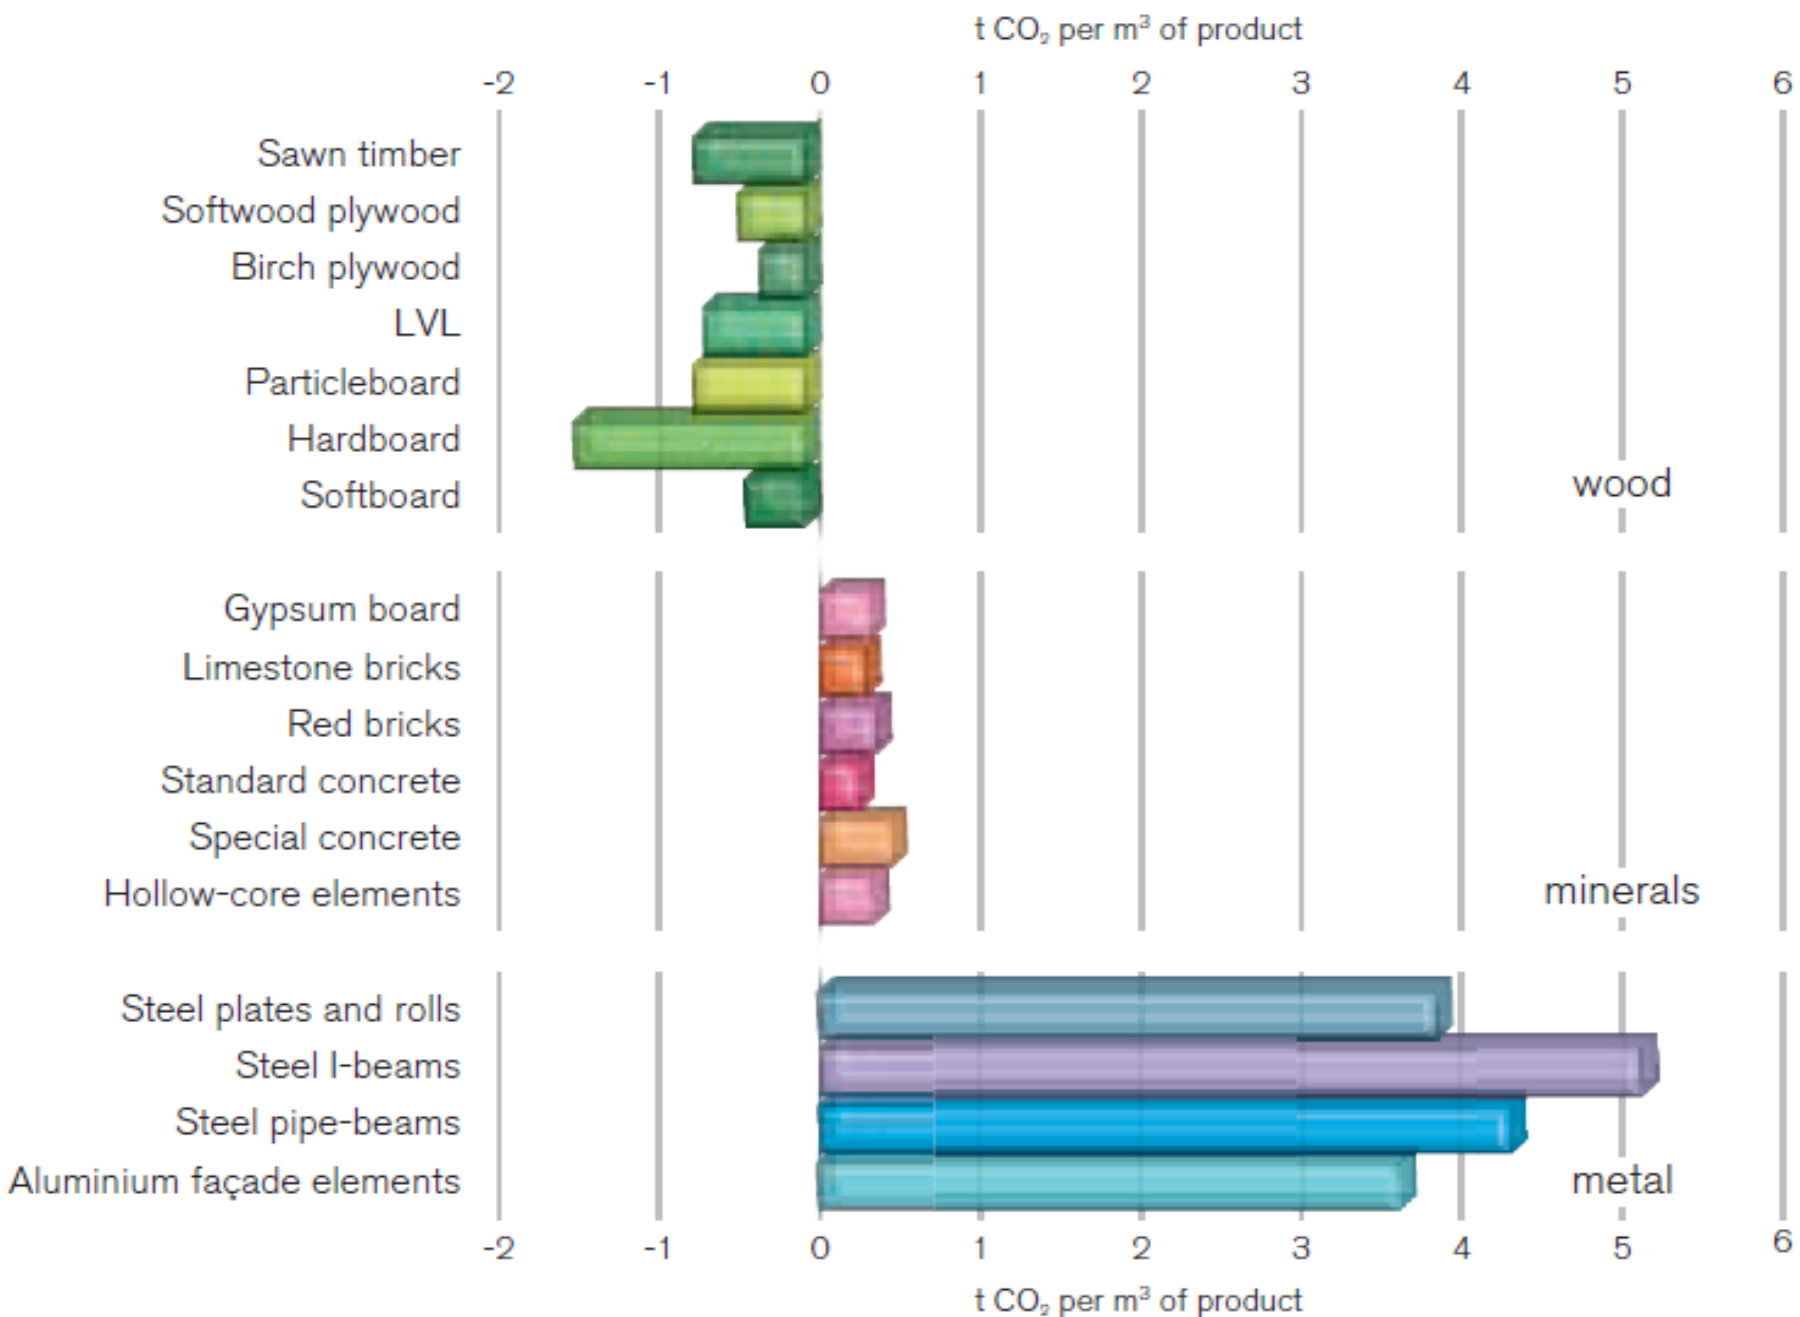 t CO₂ per m³ of product
-2 -1 0 1 2 3 4 5 6
Sawn timber
Softwood plywood
Birch plywood
LVL
Particleboard
Hardboard
Softboard
wood
Gypsum board
Limestone bricks
Red bricks
Standard concrete
Special concrete
Hollow-core elements
minerals
Steel plates and rolls
Steel I-beams
Steel pipe-beams
Aluminium façade elements
metal
-2 -1 0 1 2 3 4 5 6
t CO₂ per m³ of product